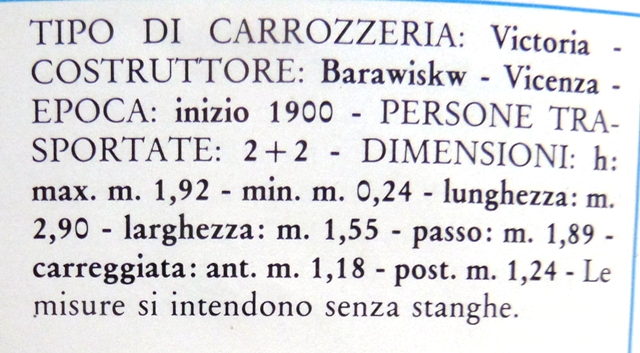 TIPO DI CARROZZERIA: Victoria -
COSTRUTTORE: Barawiskw - Vicenza -
EPOCA: inizio 1900 - PERSONE TRA-
SPORTATE: 2+2 - DIMENSIONI: h:
max. m. 1,92 - min. m. 0,24 - lunghezza: m.
2,90 - larghezza: m. 1,55 - passo: m. 1,89 -
carreggiata: ant. m. 1,18 - post. m. 1,24 - Le
misure si intendono senza stanghe.